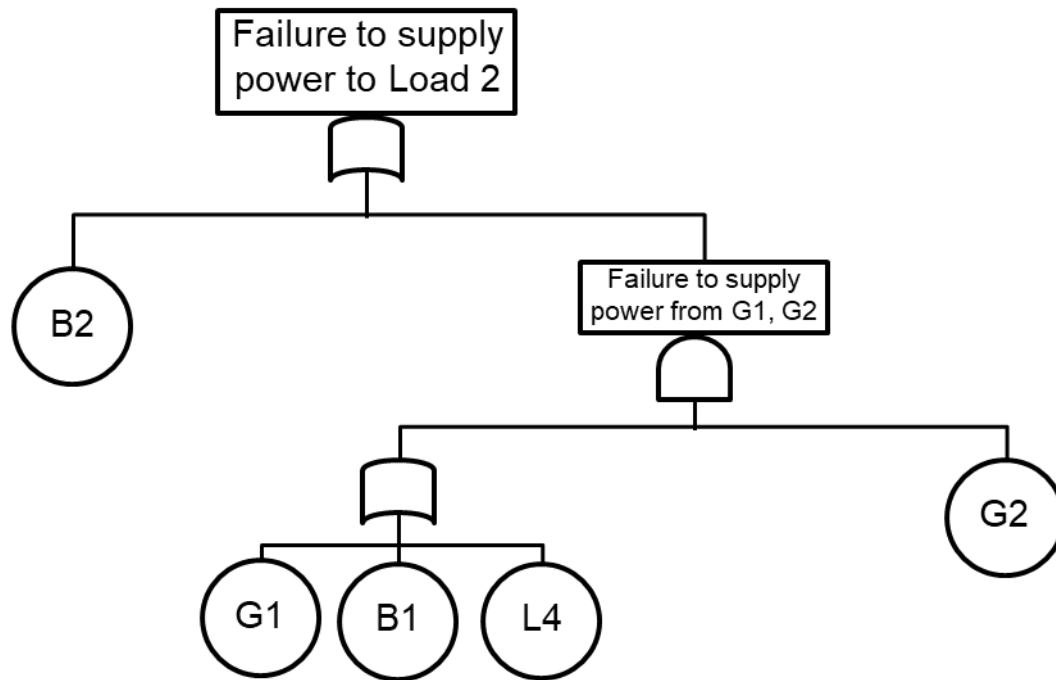 Failure to supply
power to Load 2
B2
Failure to supply
power from G1, G2
G2
G1
B1
L4